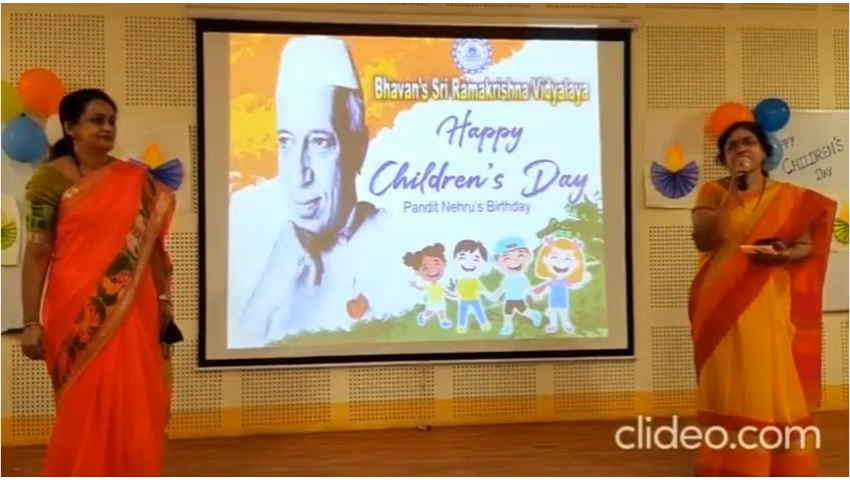 Bhavan's Sri Ramakrishna Vidyalaya
Happy
Children's Day
Pandit Nehru's Birthday
PPY
CHILDREN'S
DAY
clideo.com